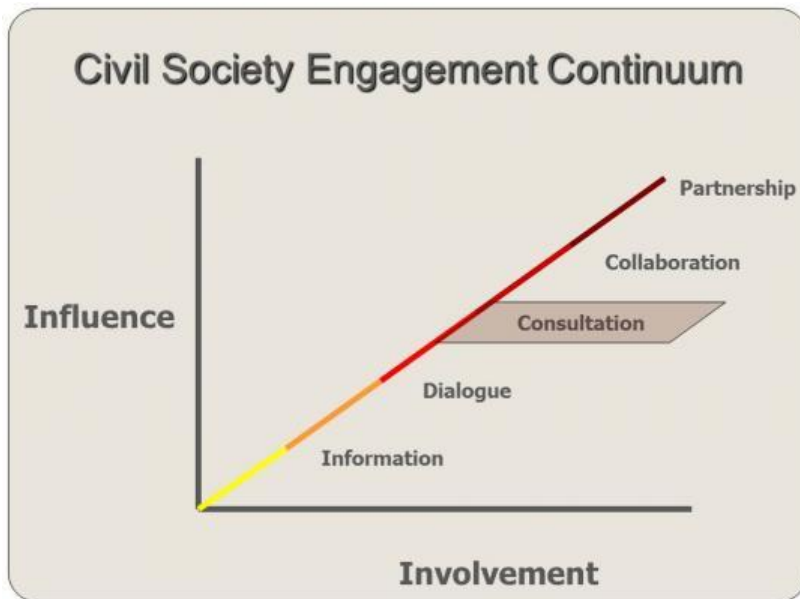 Civil Society Engagement Continuum
Partnership
Collaboration
Influence
Consultation
Dialogue
Information
Involvement